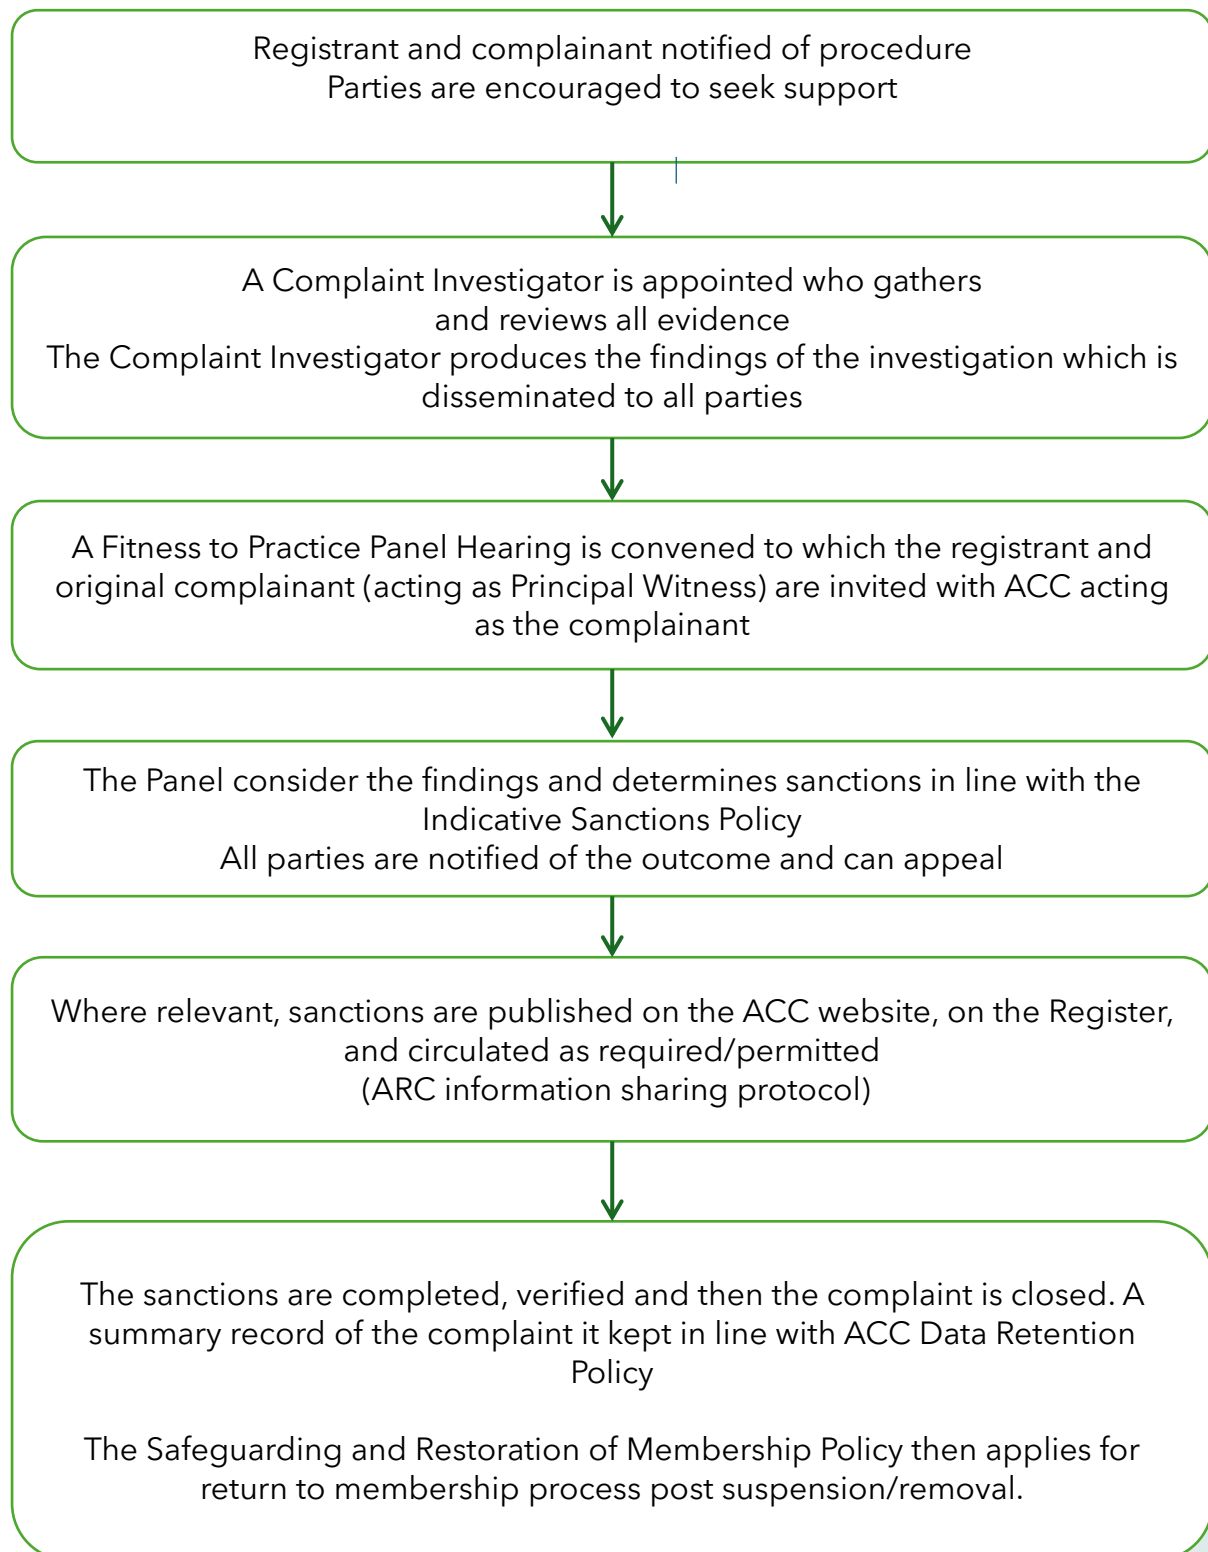 Registrant and complainant notified of procedure
Parties are encouraged to seek support
A Complaint Investigator is appointed who gathers
and reviews all evidence
The Complaint Investigator produces the findings of the investigation which is
disseminated to all parties
A Fitness to Practice Panel Hearing is convened to which the registrant and
original complainant (acting as Principal Witness) are invited with ACC acting
as the complainant
The Panel consider the findings and determines sanctions in line with the
Indicative Sanctions Policy
All parties are notified of the outcome and can appeal
Where relevant, sanctions are published on the ACC website, on the Register,
and circulated as required/permitted
(ARC information sharing protocol)
The sanctions are completed, verified and then the complaint is closed. A
summary record of the complaint it kept in line with ACC Data Retention
Policy
The Safeguarding and Restoration of Membership Policy then applies for
return to membership process post suspension/removal.